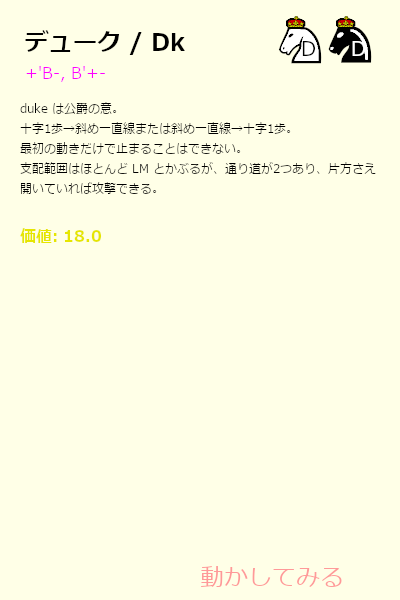 デューク / Dk
+'B-, B'+-
D D
duke は公爵の意。
十字1歩→斜め一直線または斜め一直線→十字1歩。
最初の動きだけで止まることはできない。
支配範囲はほとんど LM とかぶるが、通り道が2つあり、片方さえ
開いていれば攻撃できる。
価値: 18.0
動かしてみる